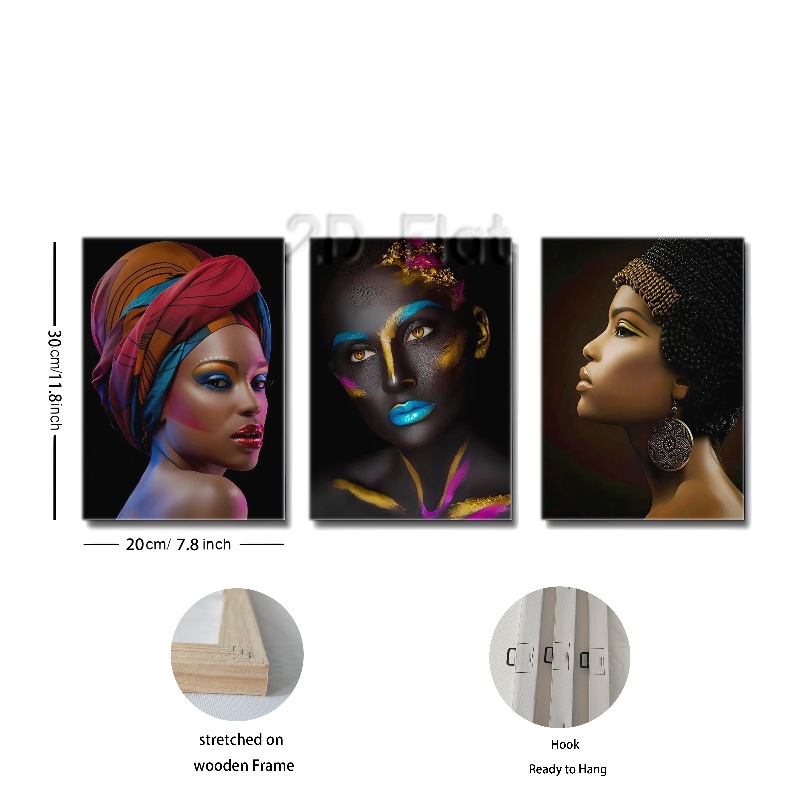 2D Flat
30cm/11.8inch
20cm/ 7.8 inch
stretched on
wooden Frame
Hook
Ready to Hang